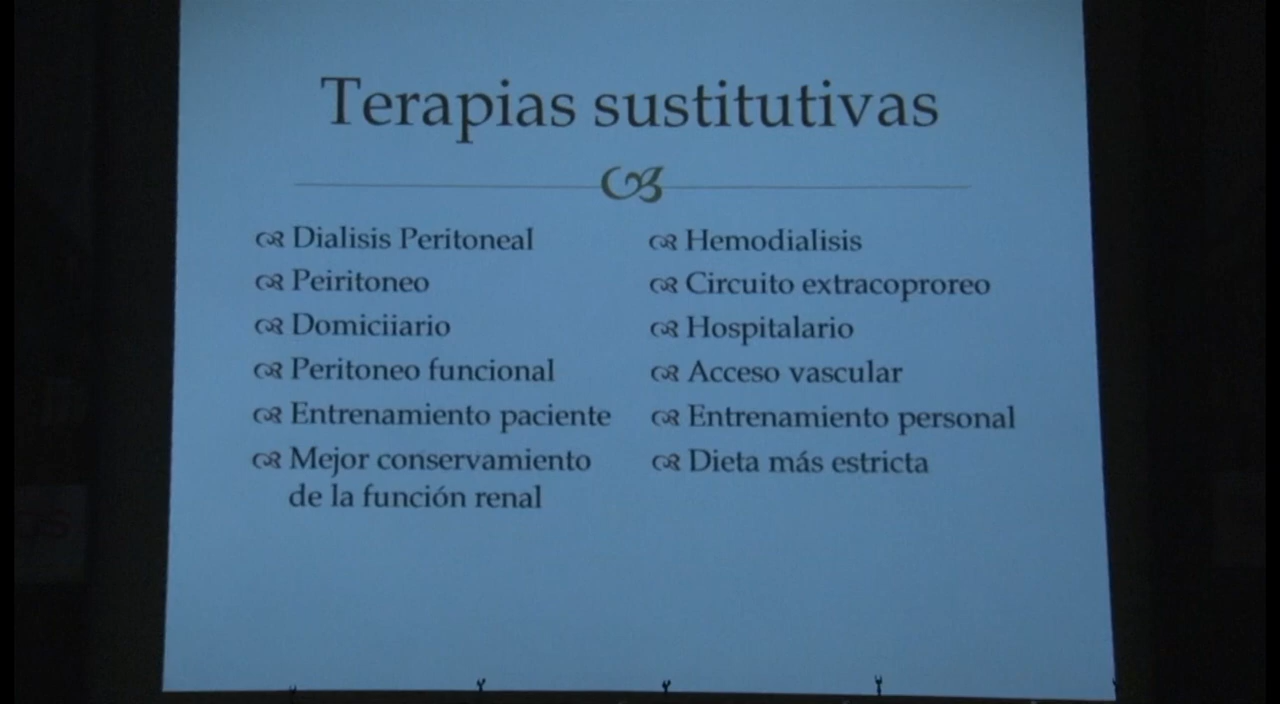 Terapias sustitutivas
Dialisis Peritoneal
Peiritoneo
Domiciiario
Peritoneo funcional
Entrenamiento paciente
Mejor conservamiento
de la función renal
Hemodialisis
Circuito extracoproreo
Hospitalario
Acceso vascular
Entrenamiento personal
Dieta más estricta